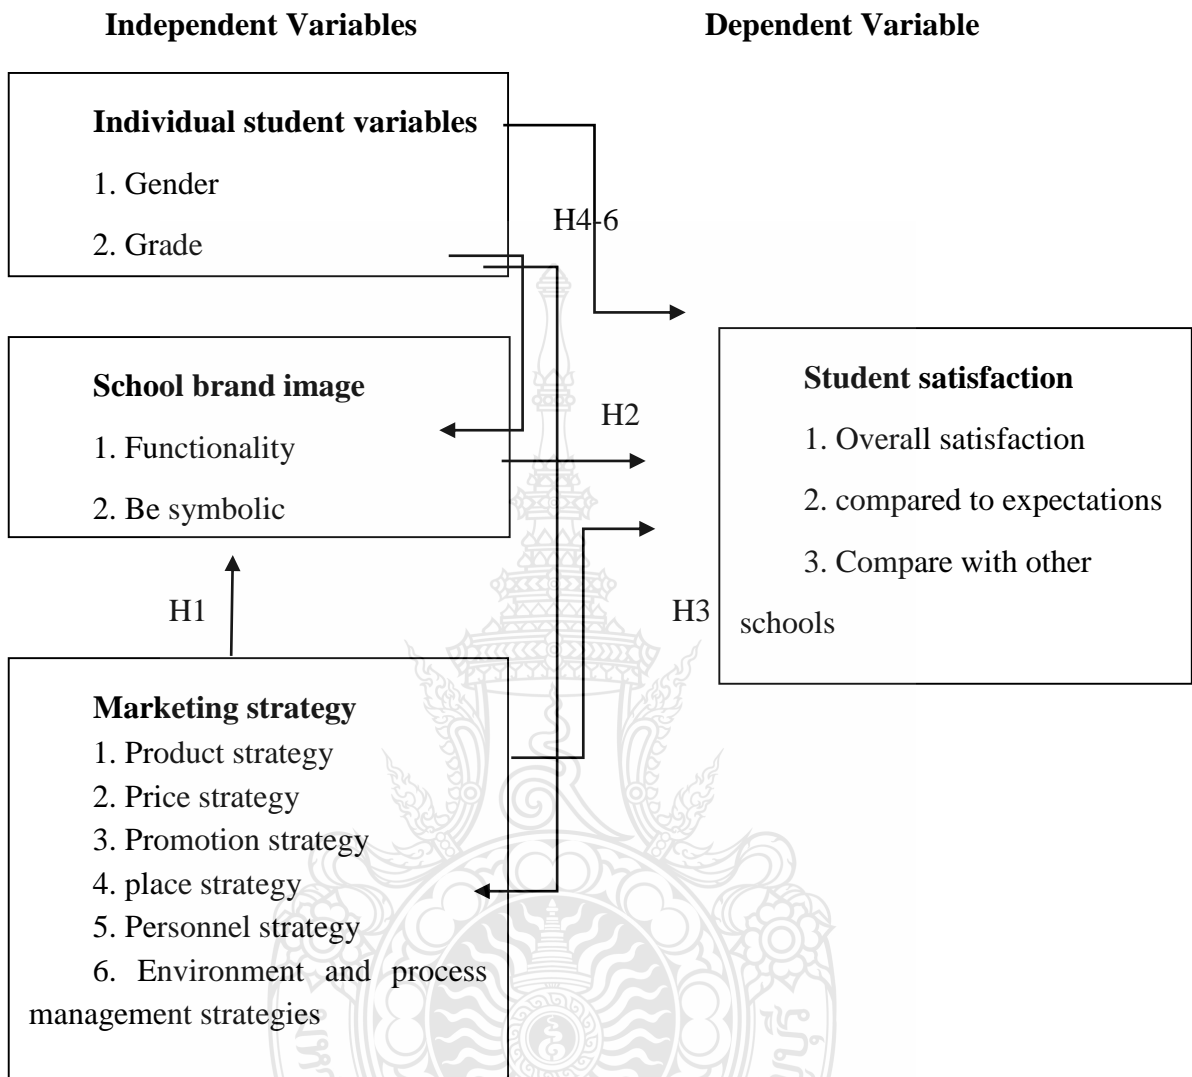 Independent Variables
Dependent Variable
Individual student variables
1. Gender
2. Grade
H4-6
School brand image
1. Functionality
2. Be symbolic
H2
Student satisfaction
1. Overall satisfaction
2. compared to expectations
3. Compare with other
schools
H1
H3
Marketing strategy
1. Product strategy
2. Price strategy
3. Promotion strategy
4. place strategy
5. Personnel strategy
6. Environment and process
management strategies